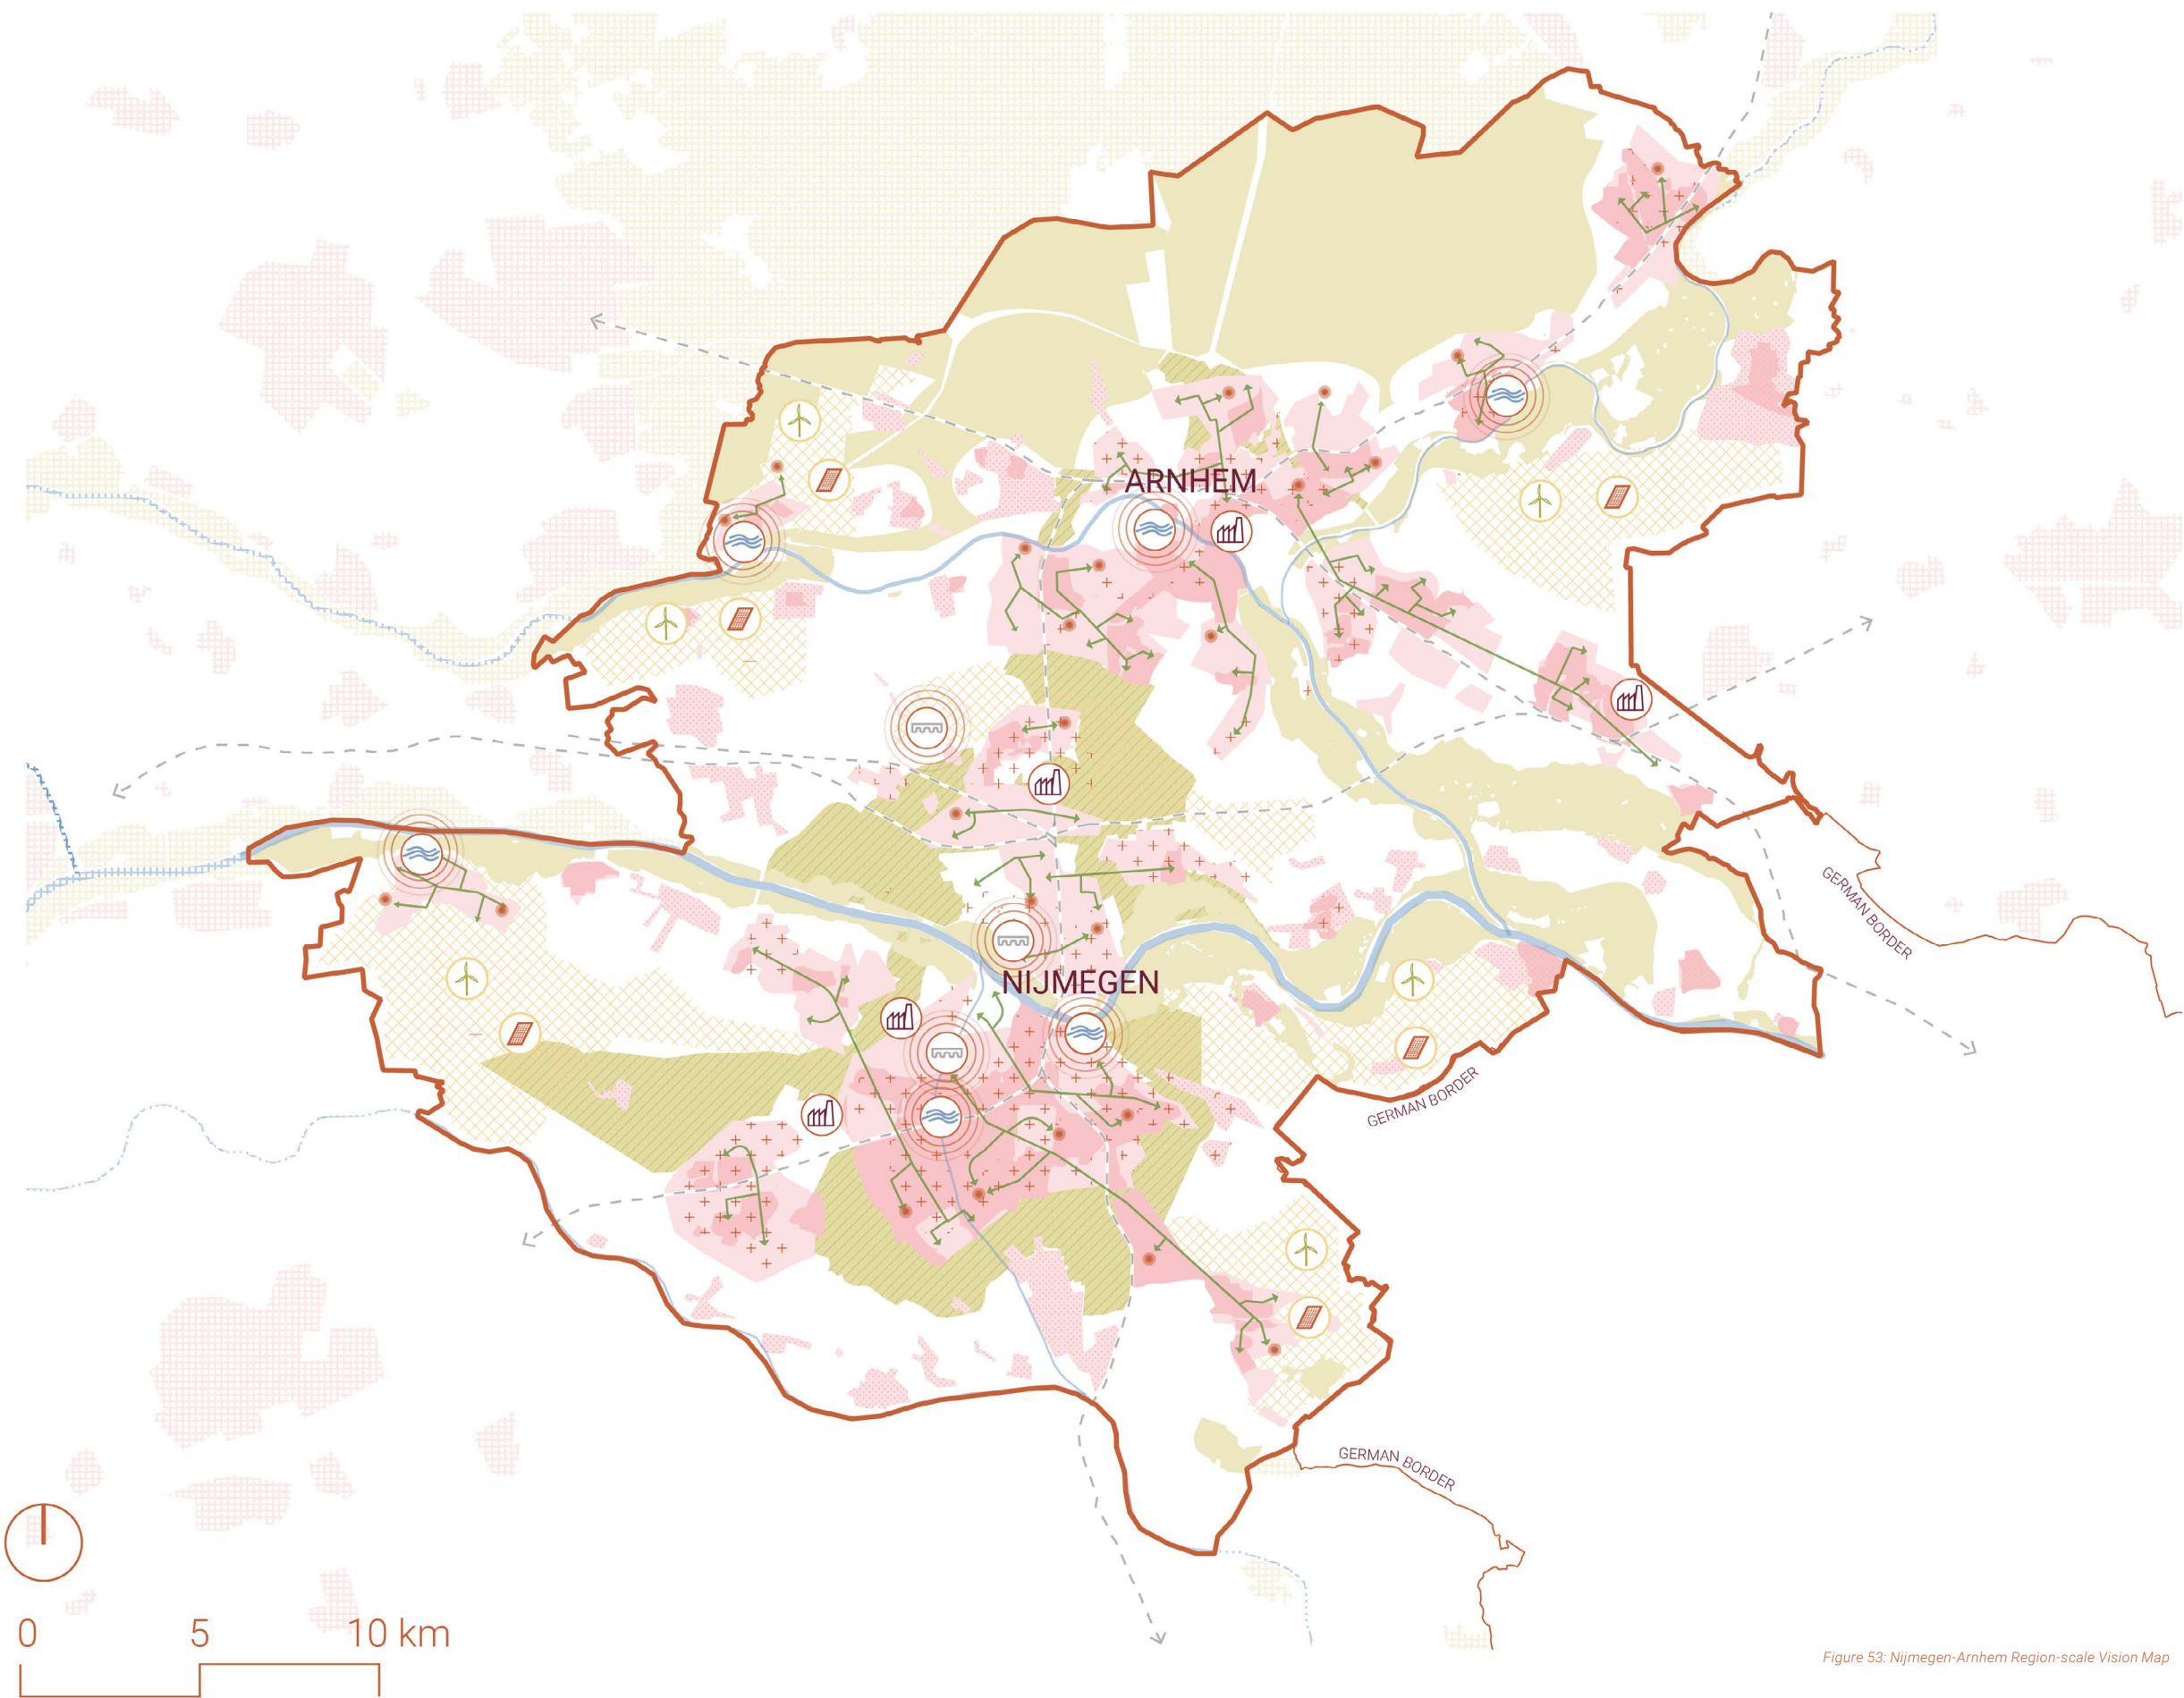 ARNHEM
GERMAN BORDER
NIJMEGEN
GERMAN BORDER
GERMAN BORDER
0 5 10 km
Figure 53: Nijmegen-Arnhem Region-scale Vision Map